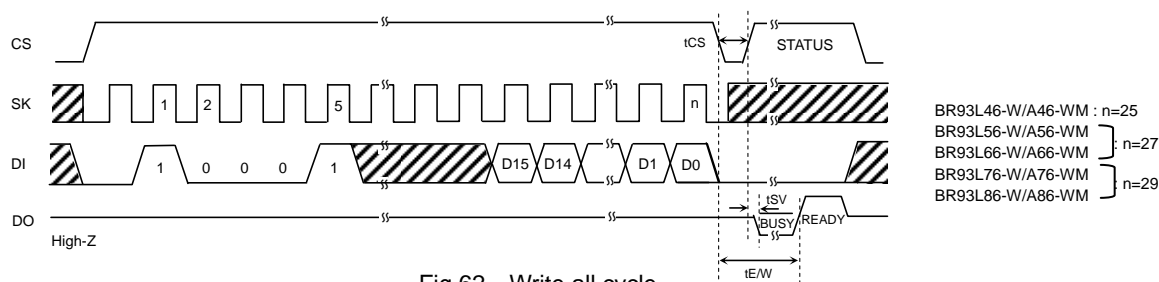 CS
tCS
STATUS
SK
1 2 5 n
DI
1 0 0 0 1 D15 D14 D1 D0
DO
High-Z
tSV
BUSY
READY
tE/W
BR93L46-W/A46-WM : n=25
BR93L56-W/A56-WM
BR93L66-W/A66-WM
: n=27
BR93L76-W/A76-WM
BR93L86-W/A86-WM
: n=29